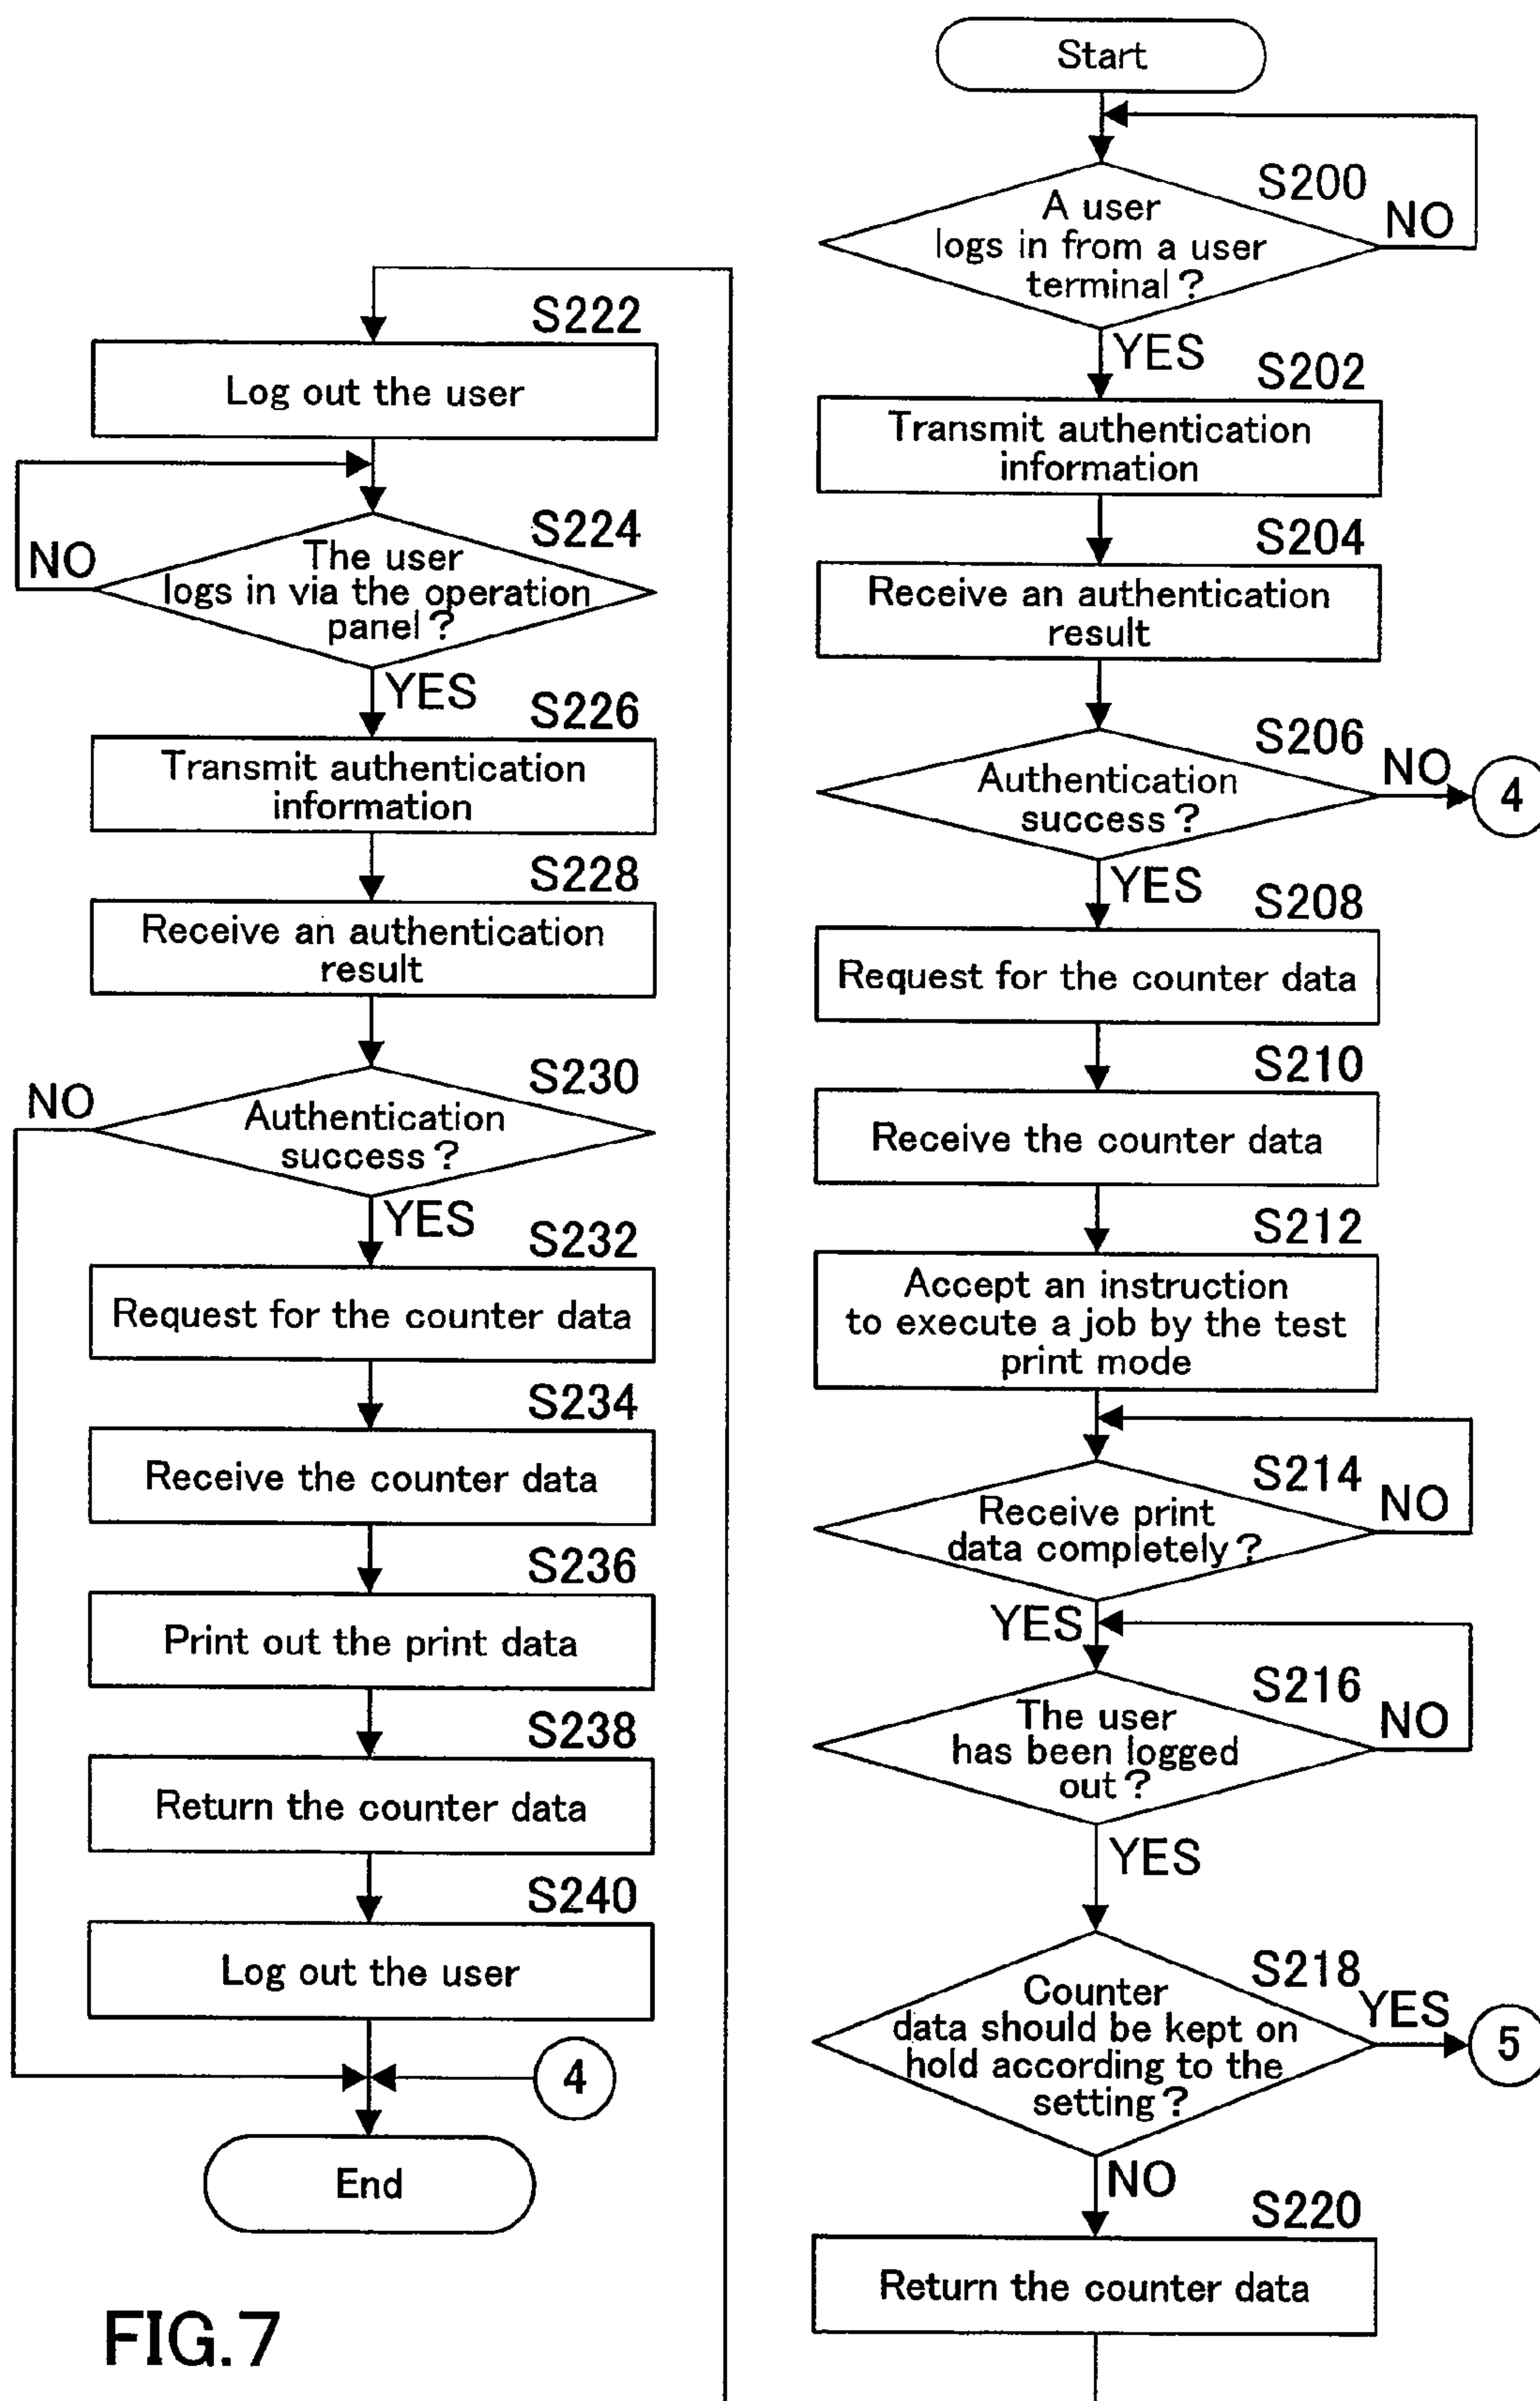 Start
S200
A user
logs in from a user
terminal?
NO
YES
S202
Transmit authentication
information
S204
Receive an authentication
result
S206
Authentication
success?
NO
4
YES
S208
Request for the counter data
S210
Receive the counter data
S212
Accept an instruction
to execute a job by the test
print mode
S214
Receive print
data completely?
NO
YES
S216
The user
has been logged
out?
NO
YES
S218
Counter
data should be kept on
hold according to the
setting?
YES
5
NO
S220
Return the counter data
S222
Log out the user
S224
The user
logs in via the operation
panel?
NO
YES
S226
Transmit authentication
information
S228
Receive an authentication
result
S230
Authentication
success?
NO
YES
S232
Request for the counter data
S234
Receive the counter data
S236
Print out the print data
S238
Return the counter data
S240
Log out the user
4
End
FIG.7